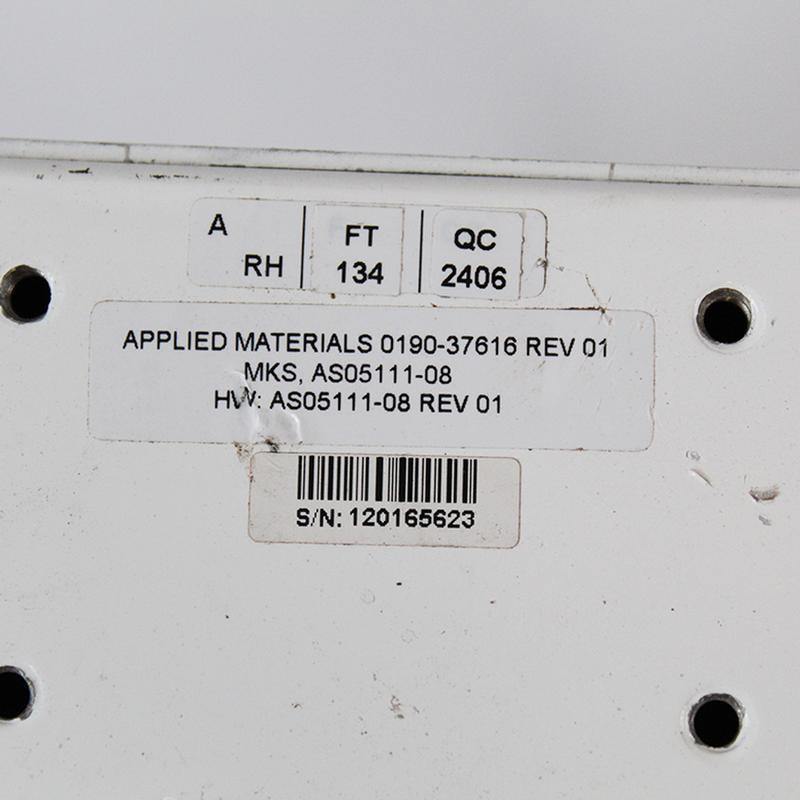 A
RH
FT
134
QC
2406
APPLIED MATERIALS 0190-37616 REV 01
MKS, AS05111-08
HW: AS05111-08 REV 01
S/N: 120165623